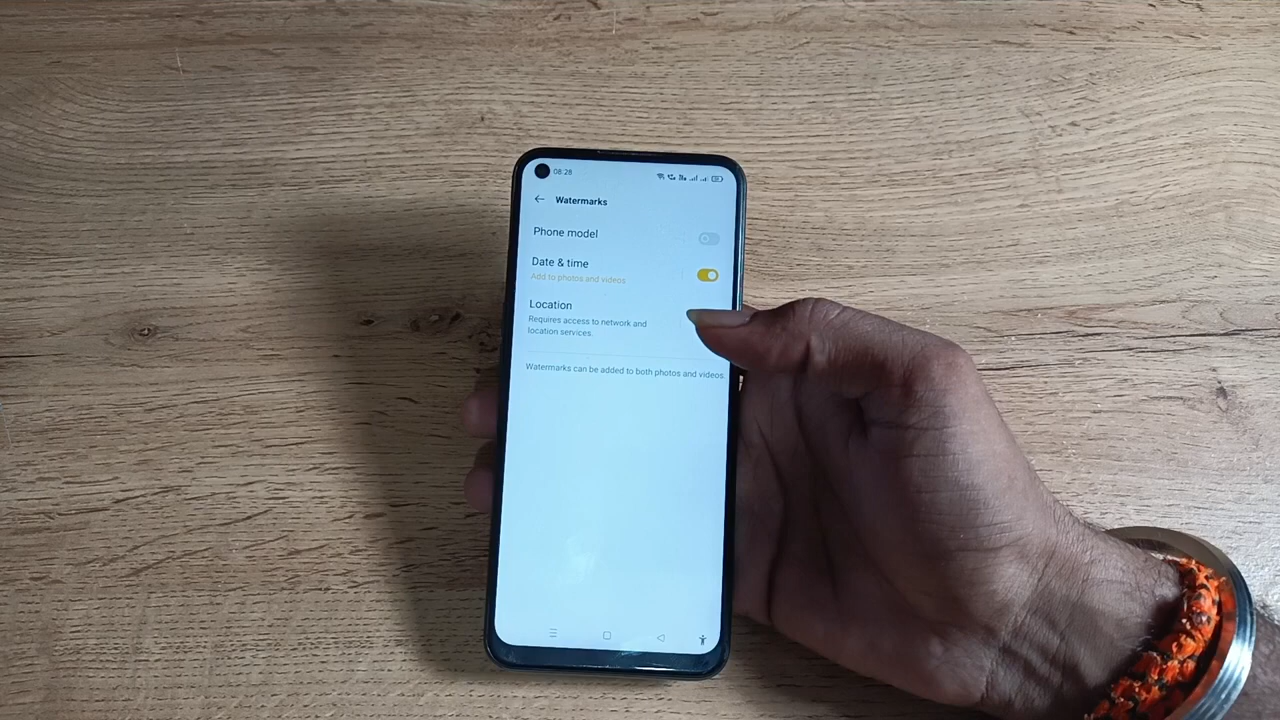 08:28
Watermarks
Phone model
Date & time
Add to photos and videos
Location
Requires access to network and
location services.
Watermarks can be added to both photos and videos.